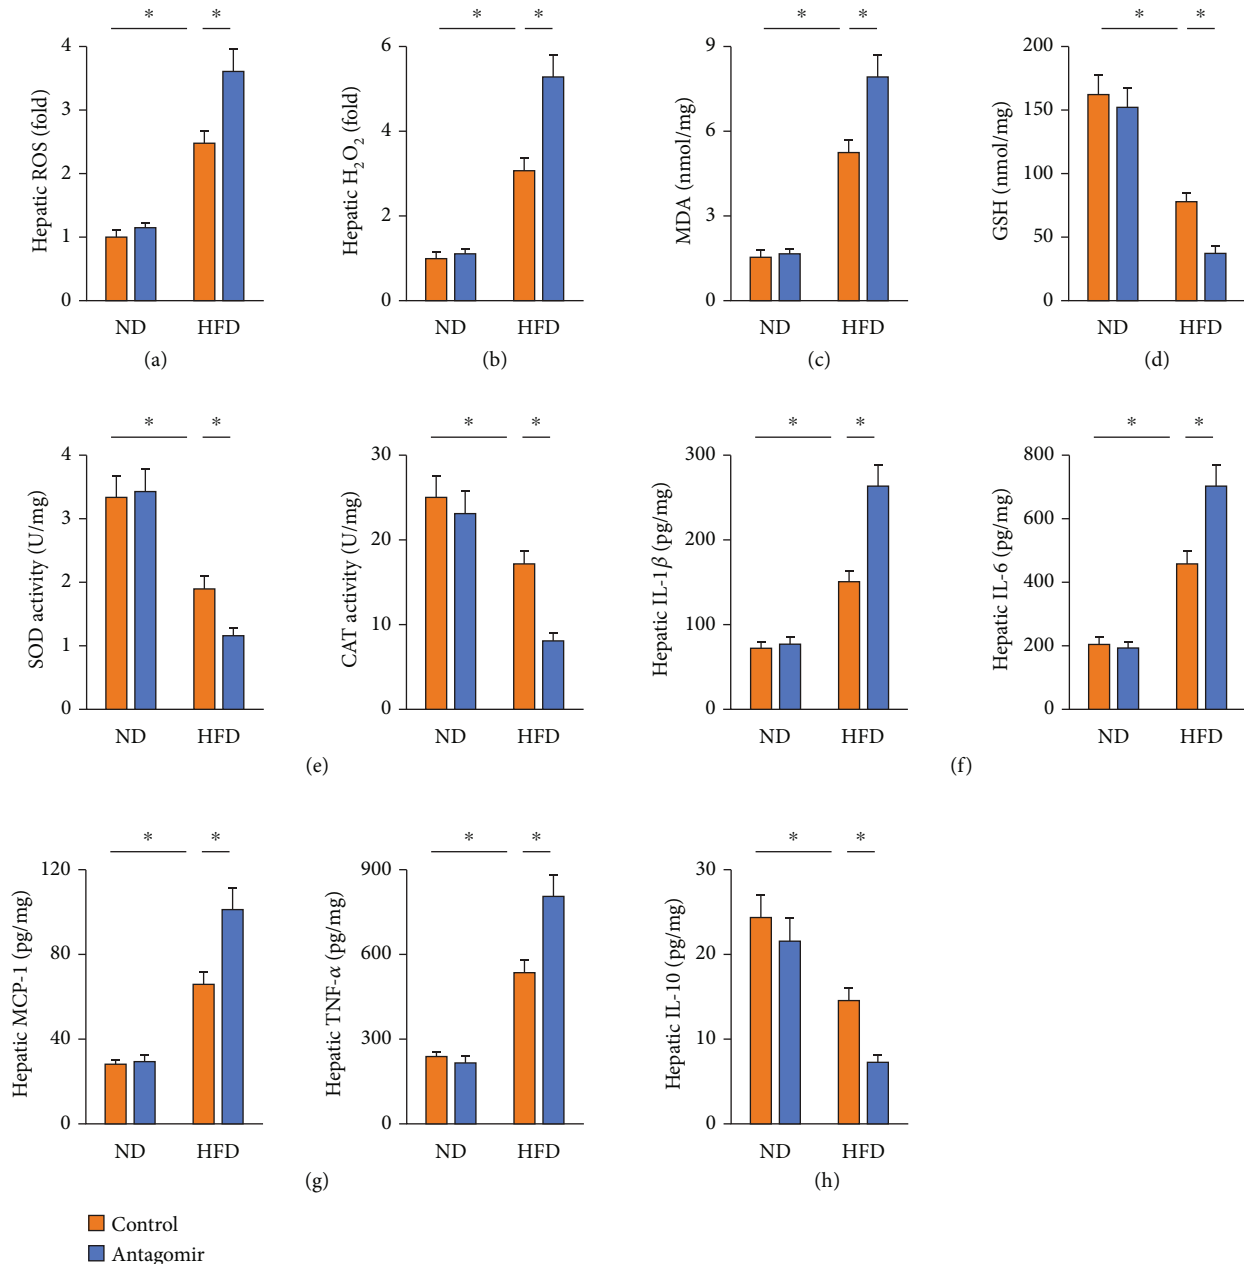 * *
Hepatic ROS (fold)
4
3
2
1
0
ND HFD
(a)
* *
Hepatic H₂O₂ (fold)
6
4
2
0
ND HFD
(b)
* *
MDA (nmol/mg)
9
6
3
0
ND HFD
(c)
* *
GSH (nmol/mg)
200
150
100
50
0
ND HFD
(d)
* *
SOD activity (U/mg)
4
3
2
1
0
ND HFD
* *
CAT activity (U/mg)
30
20
10
0
ND HFD
(e)
* *
Hepatic IL-1β (pg/mg)
300
200
100
0
ND HFD
* *
Hepatic IL-6 (pg/mg)
800
600
400
200
0
ND HFD
(f)
* *
Hepatic MCP-1 (pg/mg)
120
80
40
0
ND HFD
* *
Hepatic TNF-α (pg/mg)
900
600
300
0
ND HFD
(g)
* *
Hepatic IL-10 (pg/mg)
30
20
10
0
ND HFD
(h)
Control
Antagomir